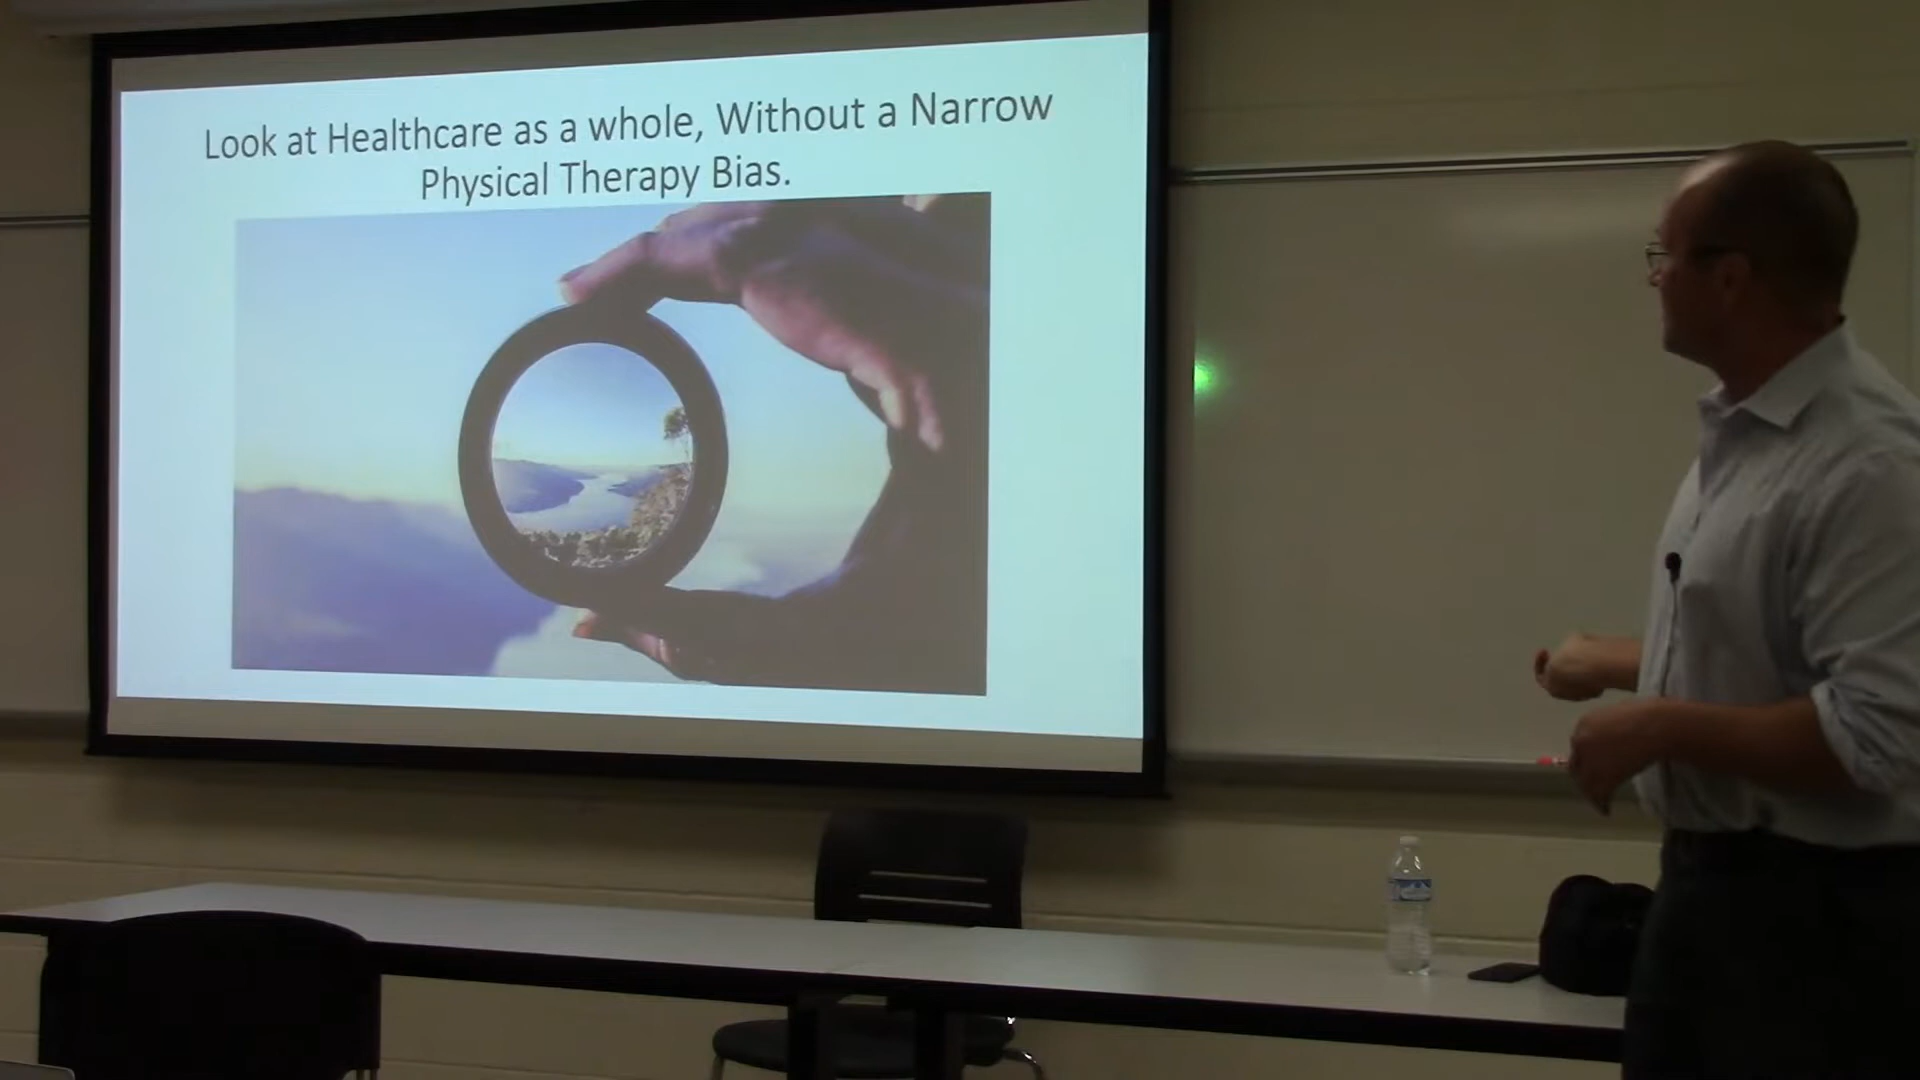 Look at Healthcare as a whole, Without a Narrow
Physical Therapy Bias.